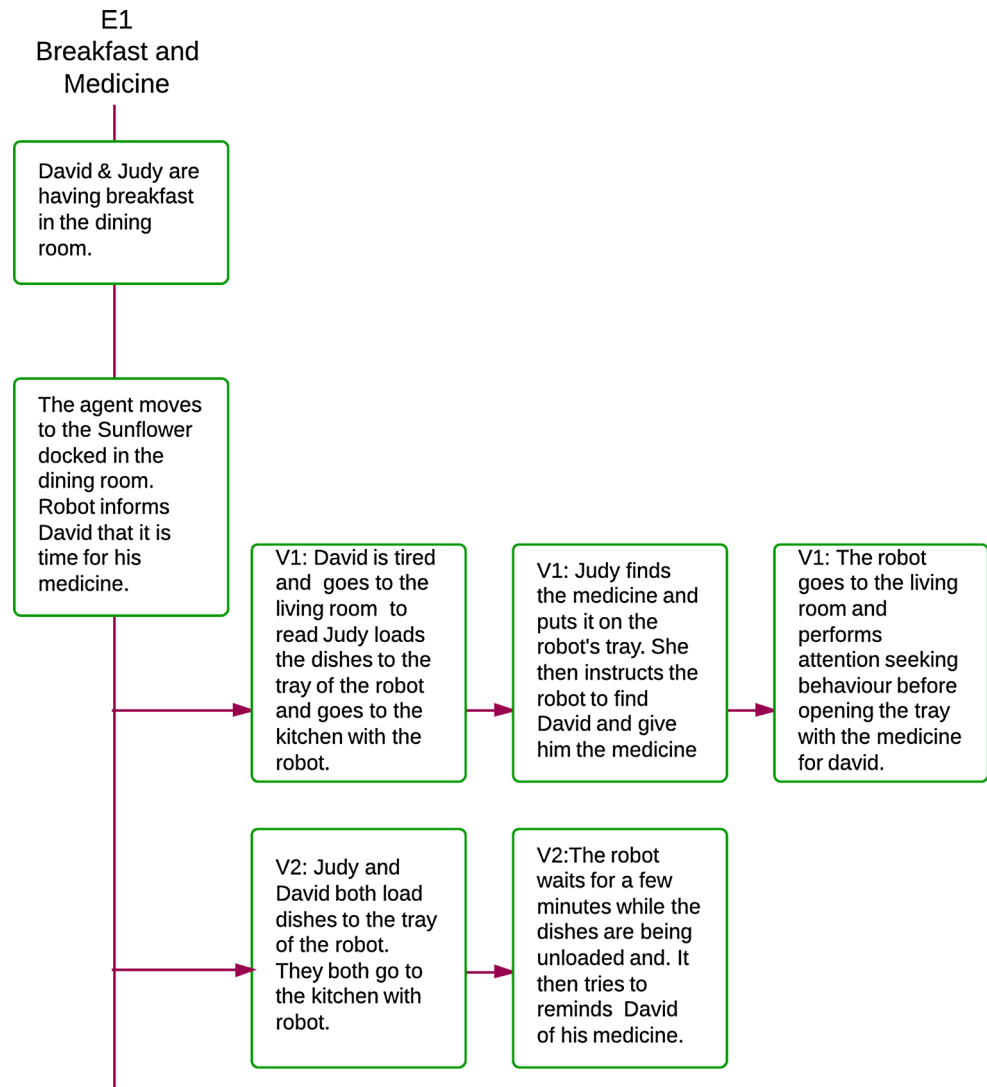 E1
Breakfast and
Medicine
David & Judy are
having breakfast
in the dining
room.
The agent moves
to the Sunflower
docked in the
dining room.
Robot informs
David that it is
time for his
medicine.
V1: David is tired
and goes to the
living room to
read Judy loads
the dishes to the
tray of the robot
and goes to the
kitchen with the
robot.
V1: Judy finds
the medicine and
puts it on the
robot's tray. She
then instructs the
robot to find
David and give
him the medicine
V1: The robot
goes to the living
room and
performs
attention seeking
behaviour before
opening the tray
with the medicine
for david.
V2: Judy and
David both load
dishes to the tray
of the robot.
They both go to
the kitchen with
robot.
V2:The robot
waits for a few
minutes while the
dishes are being
unloaded and. It
then tries to
reminds David
of his medicine.